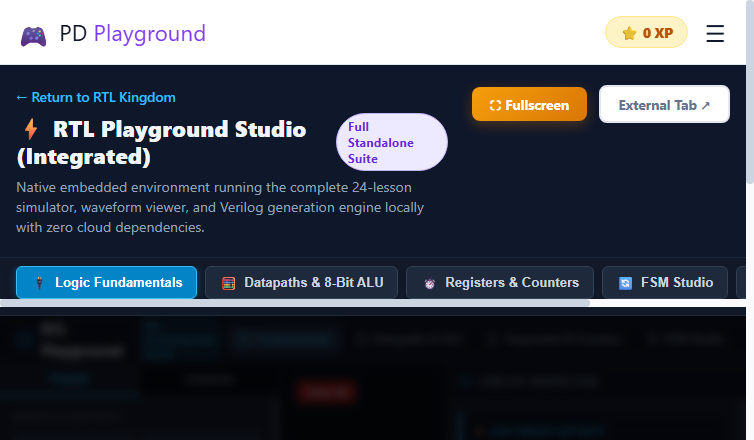 PD Playground
0 XP
← Return to RTL Kingdom
Fullscreen
External Tab ↗
RTL Playground Studio
(Integrated)
Full
Standalone
Suite
Native embedded environment running the complete 24-lesson
simulator, waveform viewer, and Verilog generation engine locally
with zero cloud dependencies.
Logic Fundamentals
Datapaths & 8-Bit ALU
Registers & Counters
FSM Studio
RTL
Playground